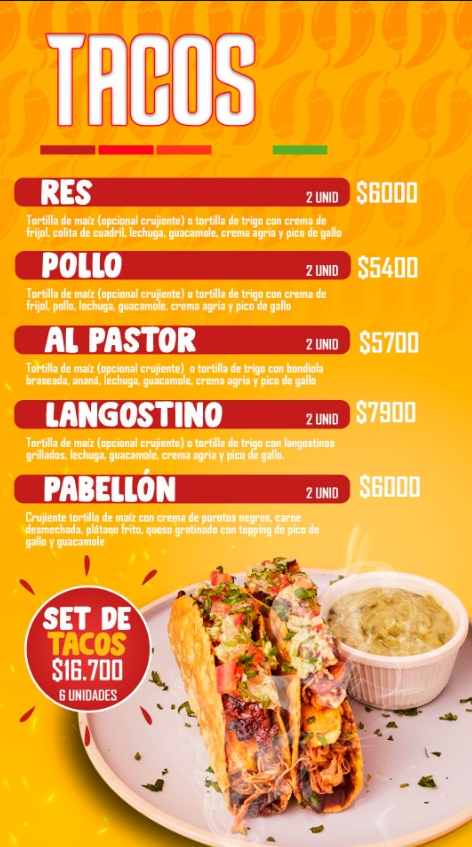 TACOS
RES 2 UNID $6000
Tortilla de maíz (opcional crujiente) o tortilla de trigo con crema de
frijol, colita de cuadril, lechuga, guacamole, crema agria y pico de gallo
POLLO 2 UNID $5400
Tortilla de maíz (opcional crujiente) o tortilla de trigo con crema de
frijol, pollo, lechuga, guacamole, crema agria y pico de gallo
AL PASTOR 2 UNID $5700
Tortilla de maíz (opcional crujiente) o tortilla de trigo con bondiola
braseada, ananá, lechuga, guacamole, crema agria y pico de gallo
LANGOSTINO 2 UNID $7900
Tortilla de maíz (opcional crujiente) o tortilla de trigo con langostinos
grillados, lechuga, guacamole, crema agria y pico de gallo.
PABELLÓN 2 UNID $6000
Crujiente tortilla de maíz con crema de porotos negros, carne
desmechada, plátano frito, queso gratinado con topping de pico de
gallo y guacamole
SET DE
TACOS
$16.700
6 UNIDADES